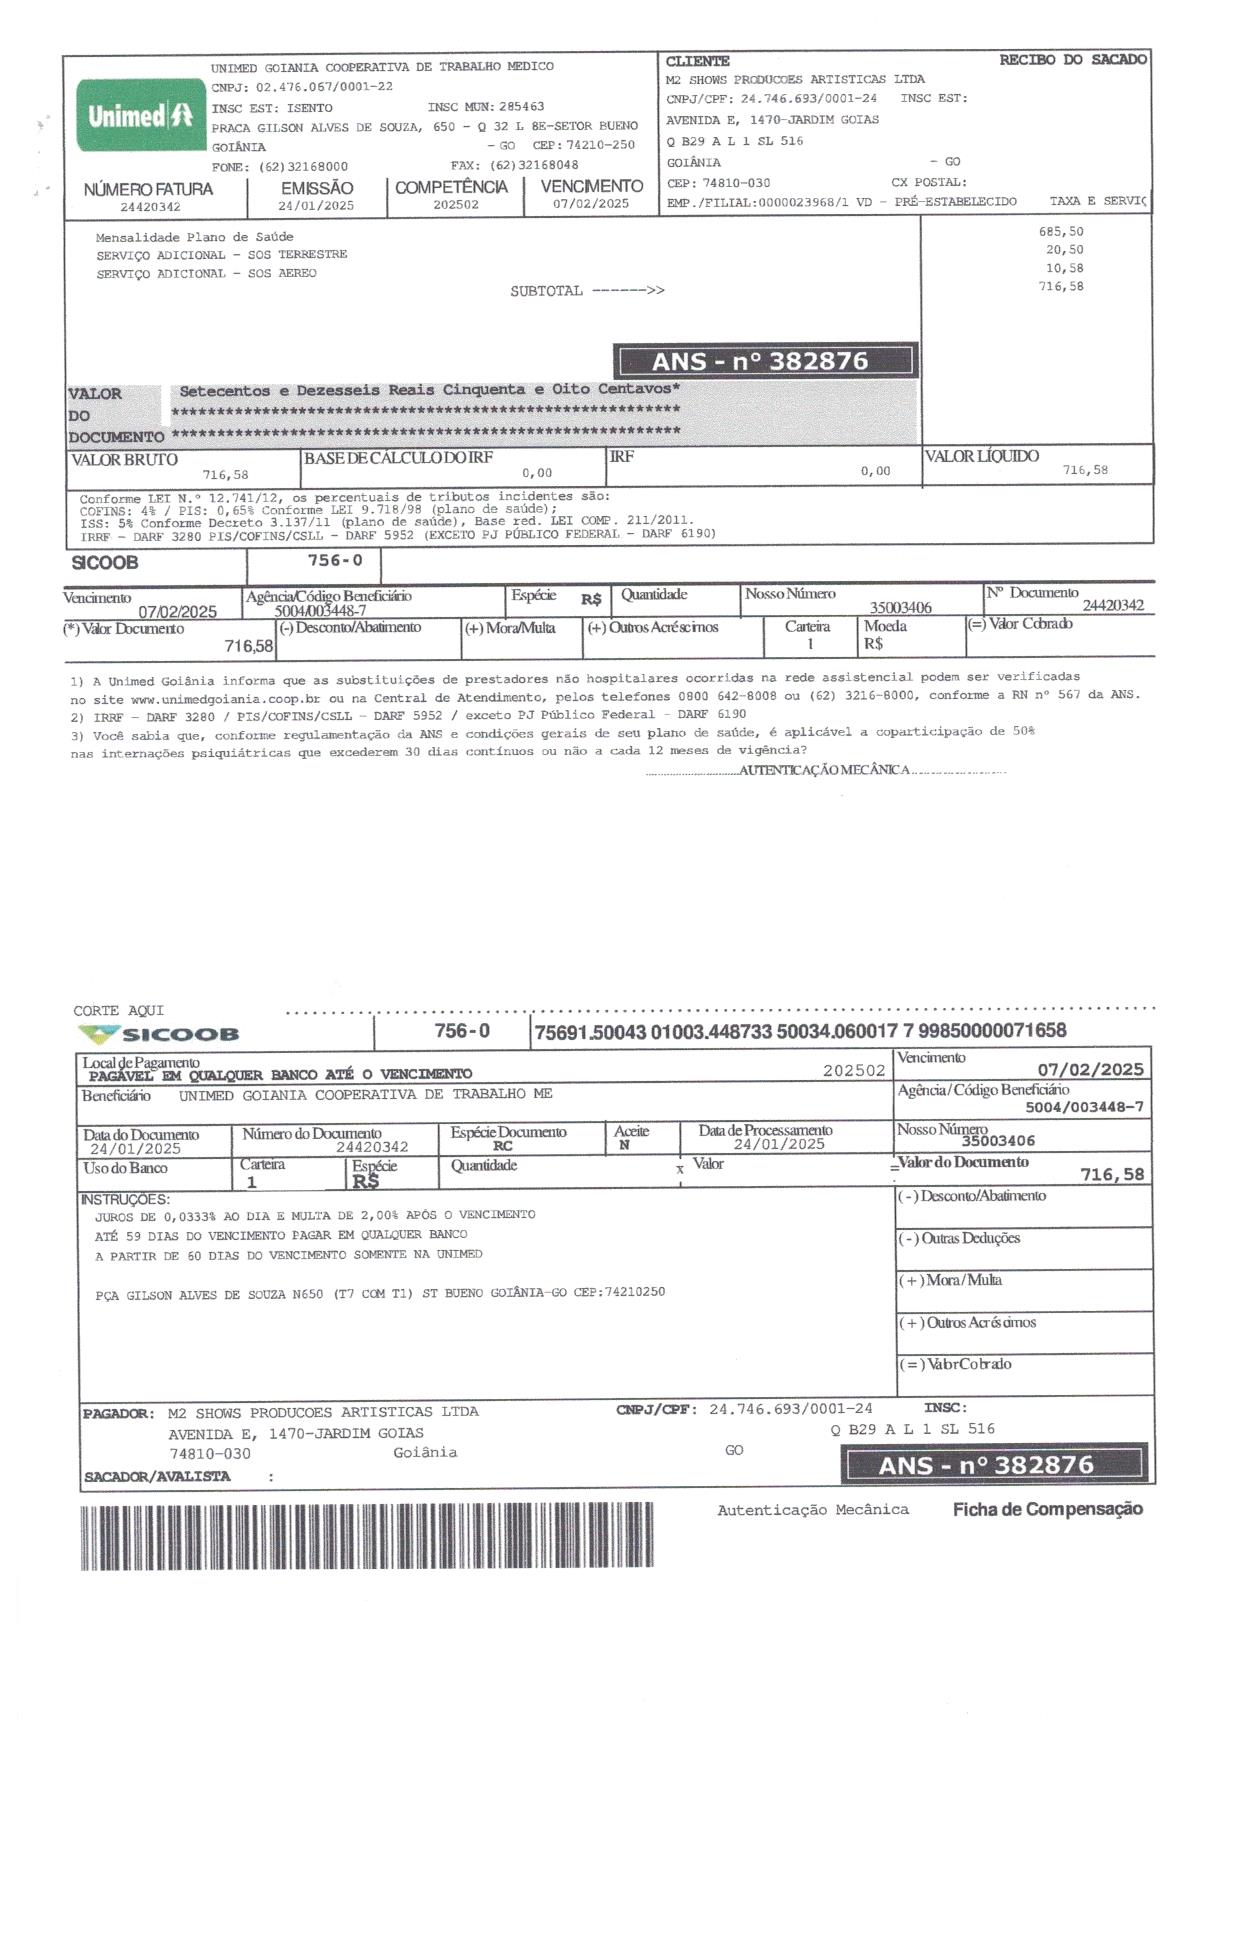 Unimed
UNIMED GOIANIA COOPERATIVA DE TRABALHO MEDICO
CNPJ: 02.476.067/0001-22
INSC EST: ISENTO INSC MUN: 285463
PRACA GILSON ALVES DE SOUZA, 650 - Q 32 L 8E-SETOR BUENO
GOIÂNIA - GO CEP: 74210-250
FONE: (62)32168000 FAX: (62)32168048
CLIENTE RECIBO DO SACADO
M2 SHOWS PRODUCOES ARTISTICAS LTDA
CNPJ/CPF: 24.746.693/0001-24 INSC EST:
AVENIDA E, 1470-JARDIM GOIAS
Q B29 A L 1 SL 516
GOIÂNIA - GO
CEP: 74810-030 CX POSTAL:
EMP./FILIAL:0000023968/1 VD - PRÉ-ESTABELECIDO TAXA E SERVIÇ
NÚMERO FATURA EMISSÃO COMPETÊNCIA VENCIMENTO
24420342 24/01/2025 202502 07/02/2025
Mensalidade Plano de Saúde 685,50
SERVIÇO ADICIONAL - SOS TERRESTRE 20,50
SERVIÇO ADICIONAL - SOS AEREO 10,58
SUBTOTAL ------>> 716,58
ANS - nº 382876
VALOR Setecentos e Dezesseis Reais Cinquenta e Oito Centavos*
DO ********************************************************
DOCUMENTO ********************************************************
VALOR BRUTO BASE DE CÁLCULO DO IRF IRF VALOR LÍQUIDO
716,58 0,00 0,00 716,58
Conforme LEI N.º 12.741/12, os percentuais de tributos incidentes são:
COFINS: 4% / PIS: 0,65% Conforme LEI 9.718/98 (plano de saúde);
ISS: 5% Conforme Decreto 3.137/11 (plano de saúde), Base red. LEI COMP. 211/2011.
IRRF - DARF 3280 PIS/COFINS/CSLL - DARF 5952 (EXCETO PJ PÚBLICO FEDERAL - DARF 6190)
SICOOB 756-0
Vencimento Agência/Código Beneficiário Espécie R$ Quantidade Nosso Número Nº Documento
07/02/2025 5004/003448-7 35003406 24420342
(*) Valor Documento (-) Desconto/Abatimento (+) Mora/Multa (+) Outros Acréscimos Carteira Moeda (=) Valor Cobrado
716,58 1 R$
1) A Unimed Goiânia informa que as substituições de prestadores não hospitalares ocorridas na rede assistencial podem ser verificadas
no site www.unimedgoiania.coop.br ou na Central de Atendimento, pelos telefones 0800 642-8008 ou (62) 3216-8000, conforme a RN nº 567 da ANS.
2) IRRF - DARF 3280 / PIS/COFINS/CSLL - DARF 5952 / exceto PJ Público Federal - DARF 6190
3) Você sabia que, conforme regulamentação da ANS e condições gerais de seu plano de saúde, é aplicável a coparticipação de 50%
nas internações psiquiátricas que excederem 30 dias contínuos ou não a cada 12 meses de vigência?
..............................AUTENTICAÇÃO MECÂNICA..............................
CORTE AQUI ..............................
SICOOB 756-0 75691.50043 01003.448733 50034.060017 7 99850000071658
Local de Pagamento Vencimento
PAGÁVEL EM QUALQUER BANCO ATÉ O VENCIMENTO 202502 07/02/2025
Beneficiário UNIMED GOIANIA COOPERATIVA DE TRABALHO ME Agência/Código Beneficiário
5004/003448-7
Data do Documento Número do Documento Espécie Documento Aceite Data de Processamento Nosso Número
24/01/2025 24420342 RC N 24/01/2025 35003406
Uso do Banco Carteira Espécie Quantidade x Valor =Valor do Documento
1 R$ 716,58
INSTRUÇÕES: (-) Desconto/Abatimento
JUROS DE 0,0333% AO DIA E MULTA DE 2,00% APÓS O VENCIMENTO
ATÉ 59 DIAS DO VENCIMENTO PAGAR EM QUALQUER BANCO (-) Outras Deduções
A PARTIR DE 60 DIAS DO VENCIMENTO SOMENTE NA UNIMED
(+) Mora/Multa
PÇA GILSON ALVES DE SOUZA N650 (T7 COM T1) ST BUENO GOIÂNIA-GO CEP:74210250
(+) Outros Acréscimos
(=) Valor Cobrado
PAGADOR: M2 SHOWS PRODUCOES ARTISTICAS LTDA CNPJ/CPF: 24.746.693/0001-24 INSC:
AVENIDA E, 1470-JARDIM GOIAS Q B29 A L 1 SL 516
74810-030 Goiânia GO
ANS - nº 382876
SACADOR/AVALISTA :
Autenticação Mecânica Ficha de Compensação